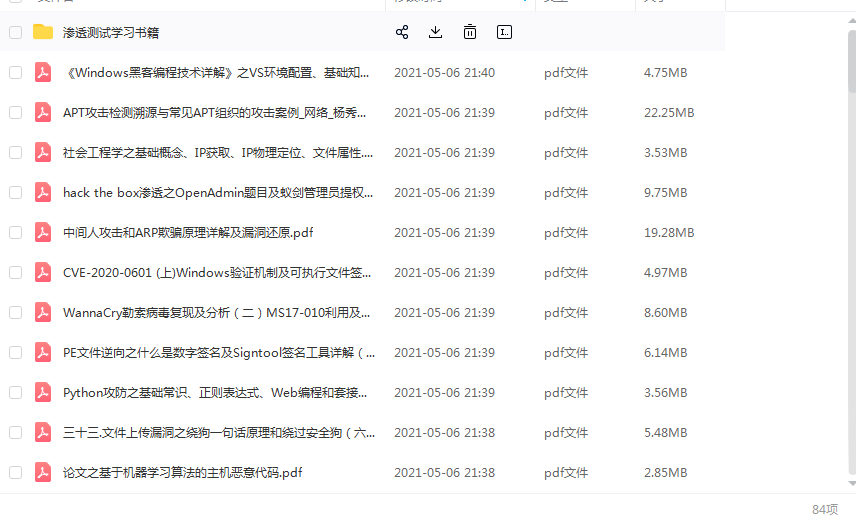 渗透测试学习书籍
《Windows黑客编程技术详解》之VS环境配置、基础知... 2021-05-06 21:40 pdf文件 4.75MB
APT攻击检测溯源与常见APT组织的攻击案例_网络_杨秀... 2021-05-06 21:39 pdf文件 22.25MB
社会工程学之基础概念、IP获取、IP物理定位、文件属性.... 2021-05-06 21:39 pdf文件 3.53MB
hack the box渗透之OpenAdmin题目及蚁剑管理员提权... 2021-05-06 21:39 pdf文件 9.75MB
中间人攻击和ARP欺骗原理详解及漏洞还原.pdf 2021-05-06 21:39 pdf文件 19.28MB
CVE-2020-0601 (上)Windows验证机制及可执行文件签... 2021-05-06 21:39 pdf文件 4.97MB
WannaCry勒索病毒复现及分析（二）MS17-010利用及... 2021-05-06 21:39 pdf文件 8.60MB
PE文件逆向之什么是数字签名及Signtool签名工具详解（... 2021-05-06 21:39 pdf文件 6.14MB
Python攻防之基础常识、正则表达式、Web编程和套接... 2021-05-06 21:39 pdf文件 3.56MB
三十三.文件上传漏洞之绕狗一句话原理和绕过安全狗（六... 2021-05-06 21:38 pdf文件 5.48MB
论文之基于机器学习算法的主机恶意代码.pdf 2021-05-06 21:38 pdf文件 2.85MB
84项